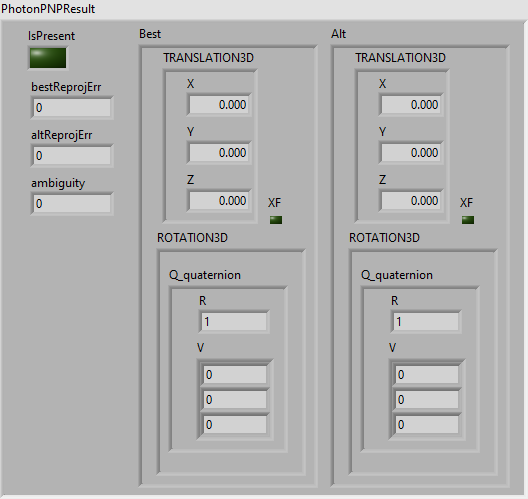 PhotonPNPResult
IsPresent
bestReprojErr
0
altReprojErr
0
ambiguity
0
Best
TRANSLATION3D
X
0.000
Y
0.000
Z
0.000
XF
ROTATION3D
Q_quaternion
R
1
V
0
0
0
Alt
TRANSLATION3D
X
0.000
Y
0.000
Z
0.000
XF
ROTATION3D
Q_quaternion
R
1
V
0
0
0